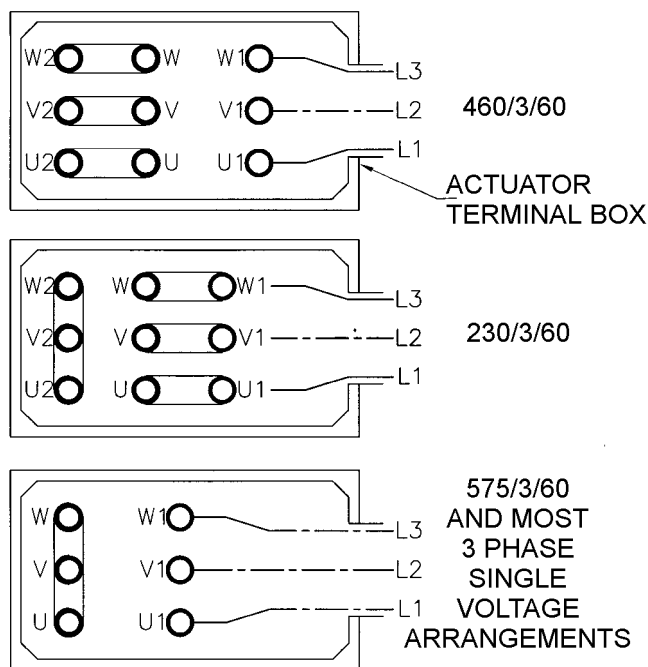 W2 W W1 L3
V2 V V1 L2 460/3/60
U2 U U1 L1
ACTUATOR
TERMINAL BOX
W2 W W1 L3
V2 V V1 L2 230/3/60
U2 U U1 L1
W W1 L3
V V1 L2
U U1 L1
575/3/60
AND MOST
3 PHASE
SINGLE
VOLTAGE
ARRANGEMENTS